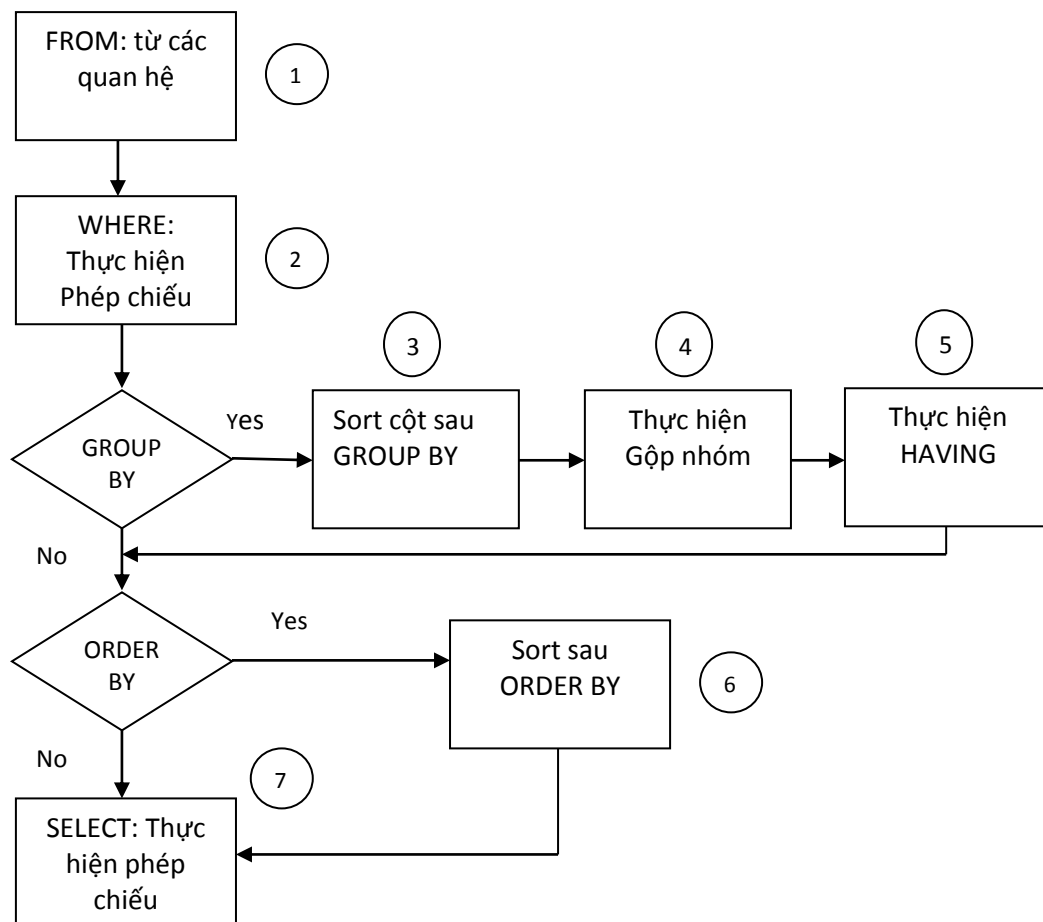 FROM: từ các
quan hệ
1
WHERE:
Thực hiện
Phép chiếu
2
GROUP
BY
Yes
3
Sort cột sau
GROUP BY
4
Thực hiện
Gộp nhóm
5
Thực hiện
HAVING
No
ORDER
BY
Yes
Sort sau
ORDER BY
6
No
7
SELECT: Thực
hiện phép
chiếu